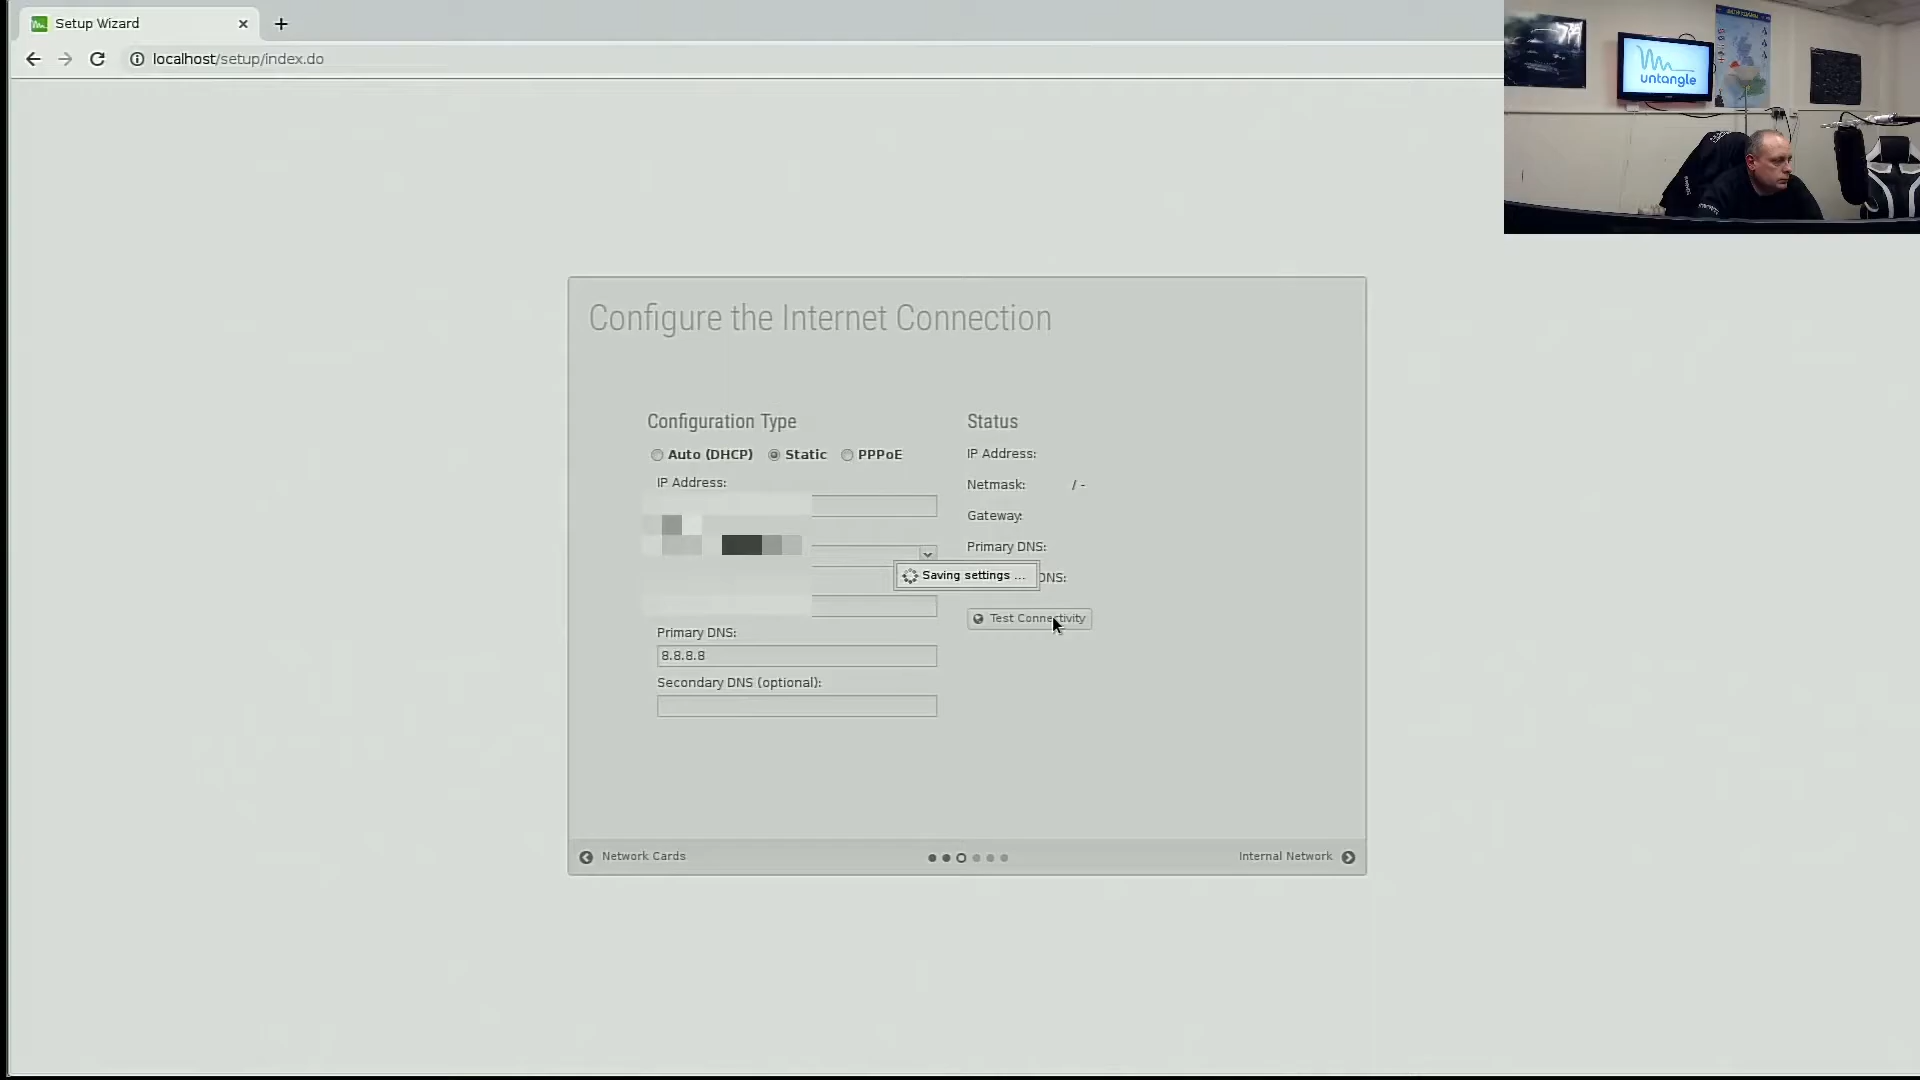 Setup Wizard
localhost/setup/index.do
untangle
Configure the Internet Connection
Configuration Type
Auto (DHCP) Static PPPoE
IP Address:
Primary DNS:
8.8.8.8
Secondary DNS (optional):
Status
IP Address:
Netmask: / -
Gateway:
Primary DNS:
DNS:
Saving settings ...
Test Connectivity
Network Cards
Internal Network